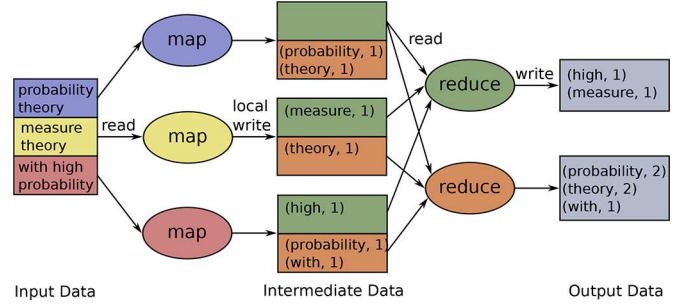 probability
theory
measure
theory
with high
probability
read
map
map
map
local
write
(probability, 1)
(theory, 1)
(measure, 1)
(theory, 1)
(high, 1)
(probability, 1)
(with, 1)
read
reduce
reduce
write
(high, 1)
(measure, 1)
(probability, 2)
(theory, 2)
(with, 1)
Input Data
Intermediate Data
Output Data